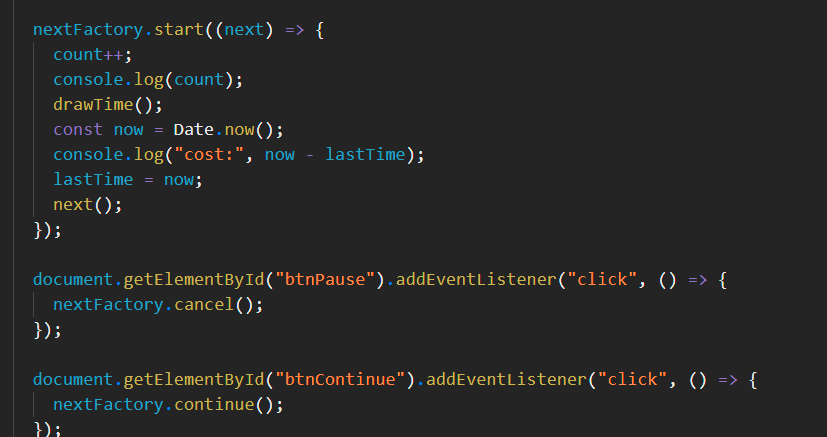 nextFactory.start((next) => {
count++;
console.log(count);
drawTime();
const now = Date.now();
console.log("cost:", now - lastTime);
lastTime = now;
next();
});
document.getElementById("btnPause").addEventListener("click", () => {
nextFactory.cancel();
});
document.getElementById("btnContinue").addEventListener("click", () => {
nextFactory.continue();
});